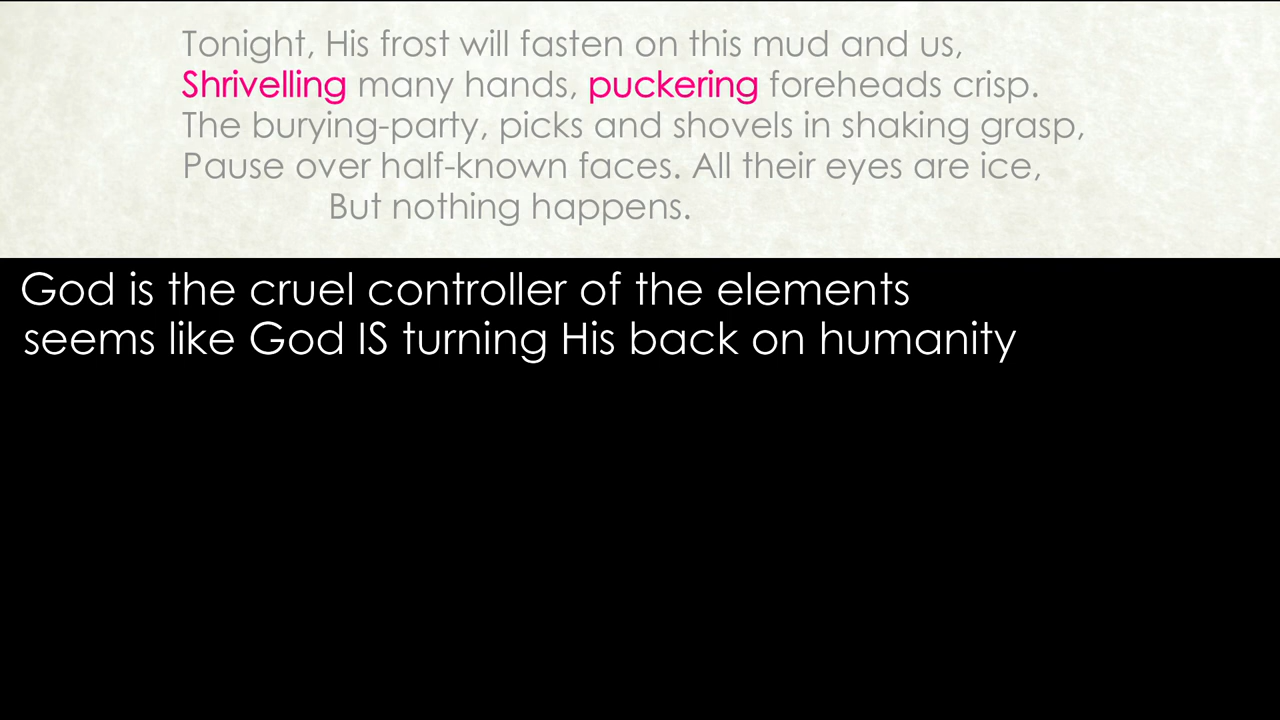 Tonight, His frost will fasten on this mud and us,
Shrivelling many hands, puckering foreheads crisp.
The burying-party, picks and shovels in shaking grasp,
Pause over half-known faces. All their eyes are ice,
But nothing happens.
God is the cruel controller of the elements
seems like God IS turning His back on humanity